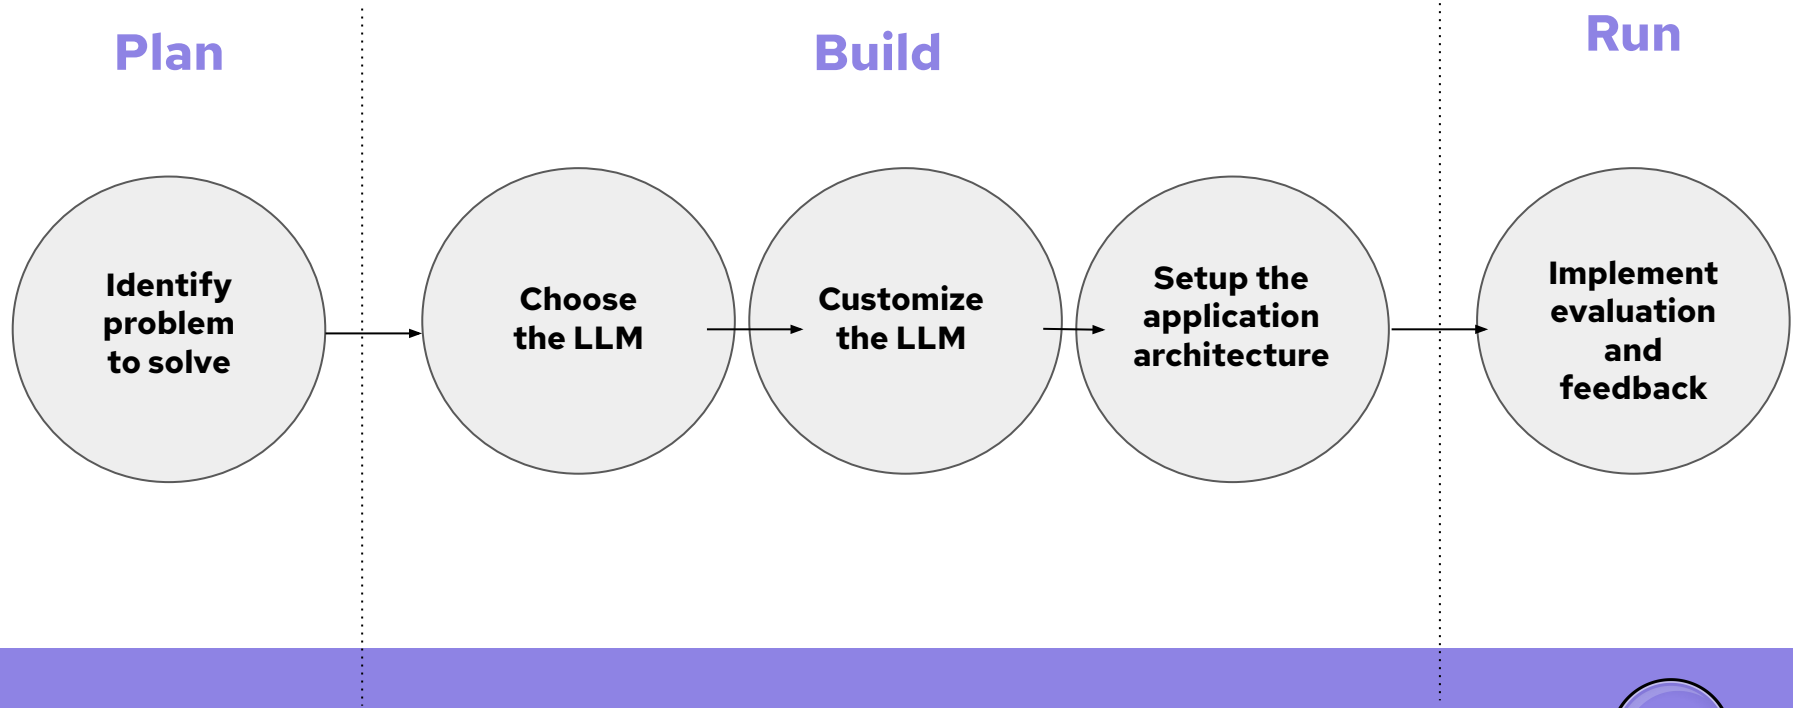 Plan
Build
Run
Identify
problem
to solve
Choose
the LLM
Customize
the LLM
Setup the
application
architecture
Implement
evaluation
and
feedback